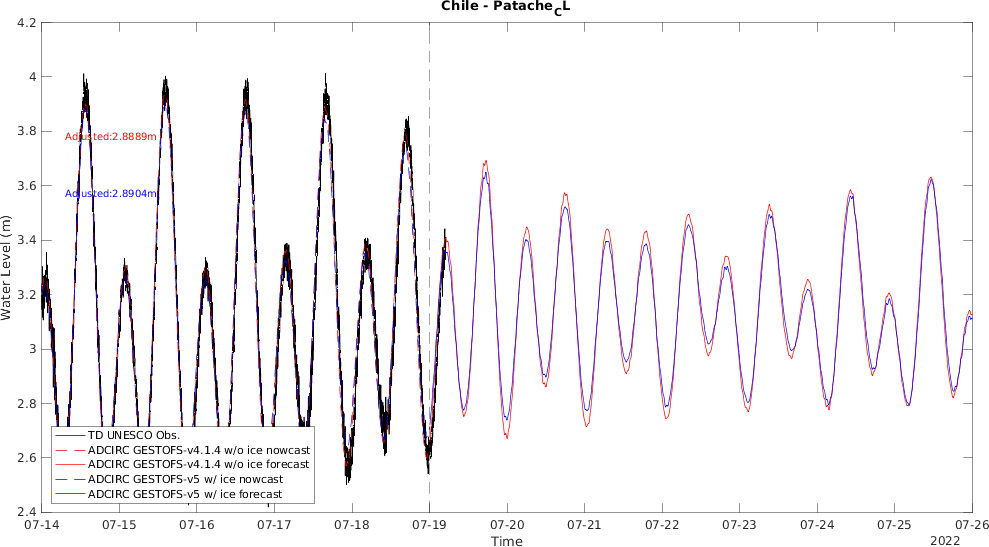 Chile - Patache_CL
4.2
4
3.8
3.6
3.4
3.2
3
2.8
2.6
2.4
Water Level (m)
Adjusted:2.8889m
Adjusted:2.8904m
TD UNESCO Obs.
ADCIRC GESTOFS-v4.1.4 w/o ice nowcast
ADCIRC GESTOFS-v4.1.4 w/o ice forecast
ADCIRC GESTOFS-v5 w/ ice nowcast
ADCIRC GESTOFS-v5 w/ ice forecast
07-14 07-15 07-16 07-17 07-18 07-19 07-20 07-21 07-22 07-23 07-24 07-25 07-26
Time
2022